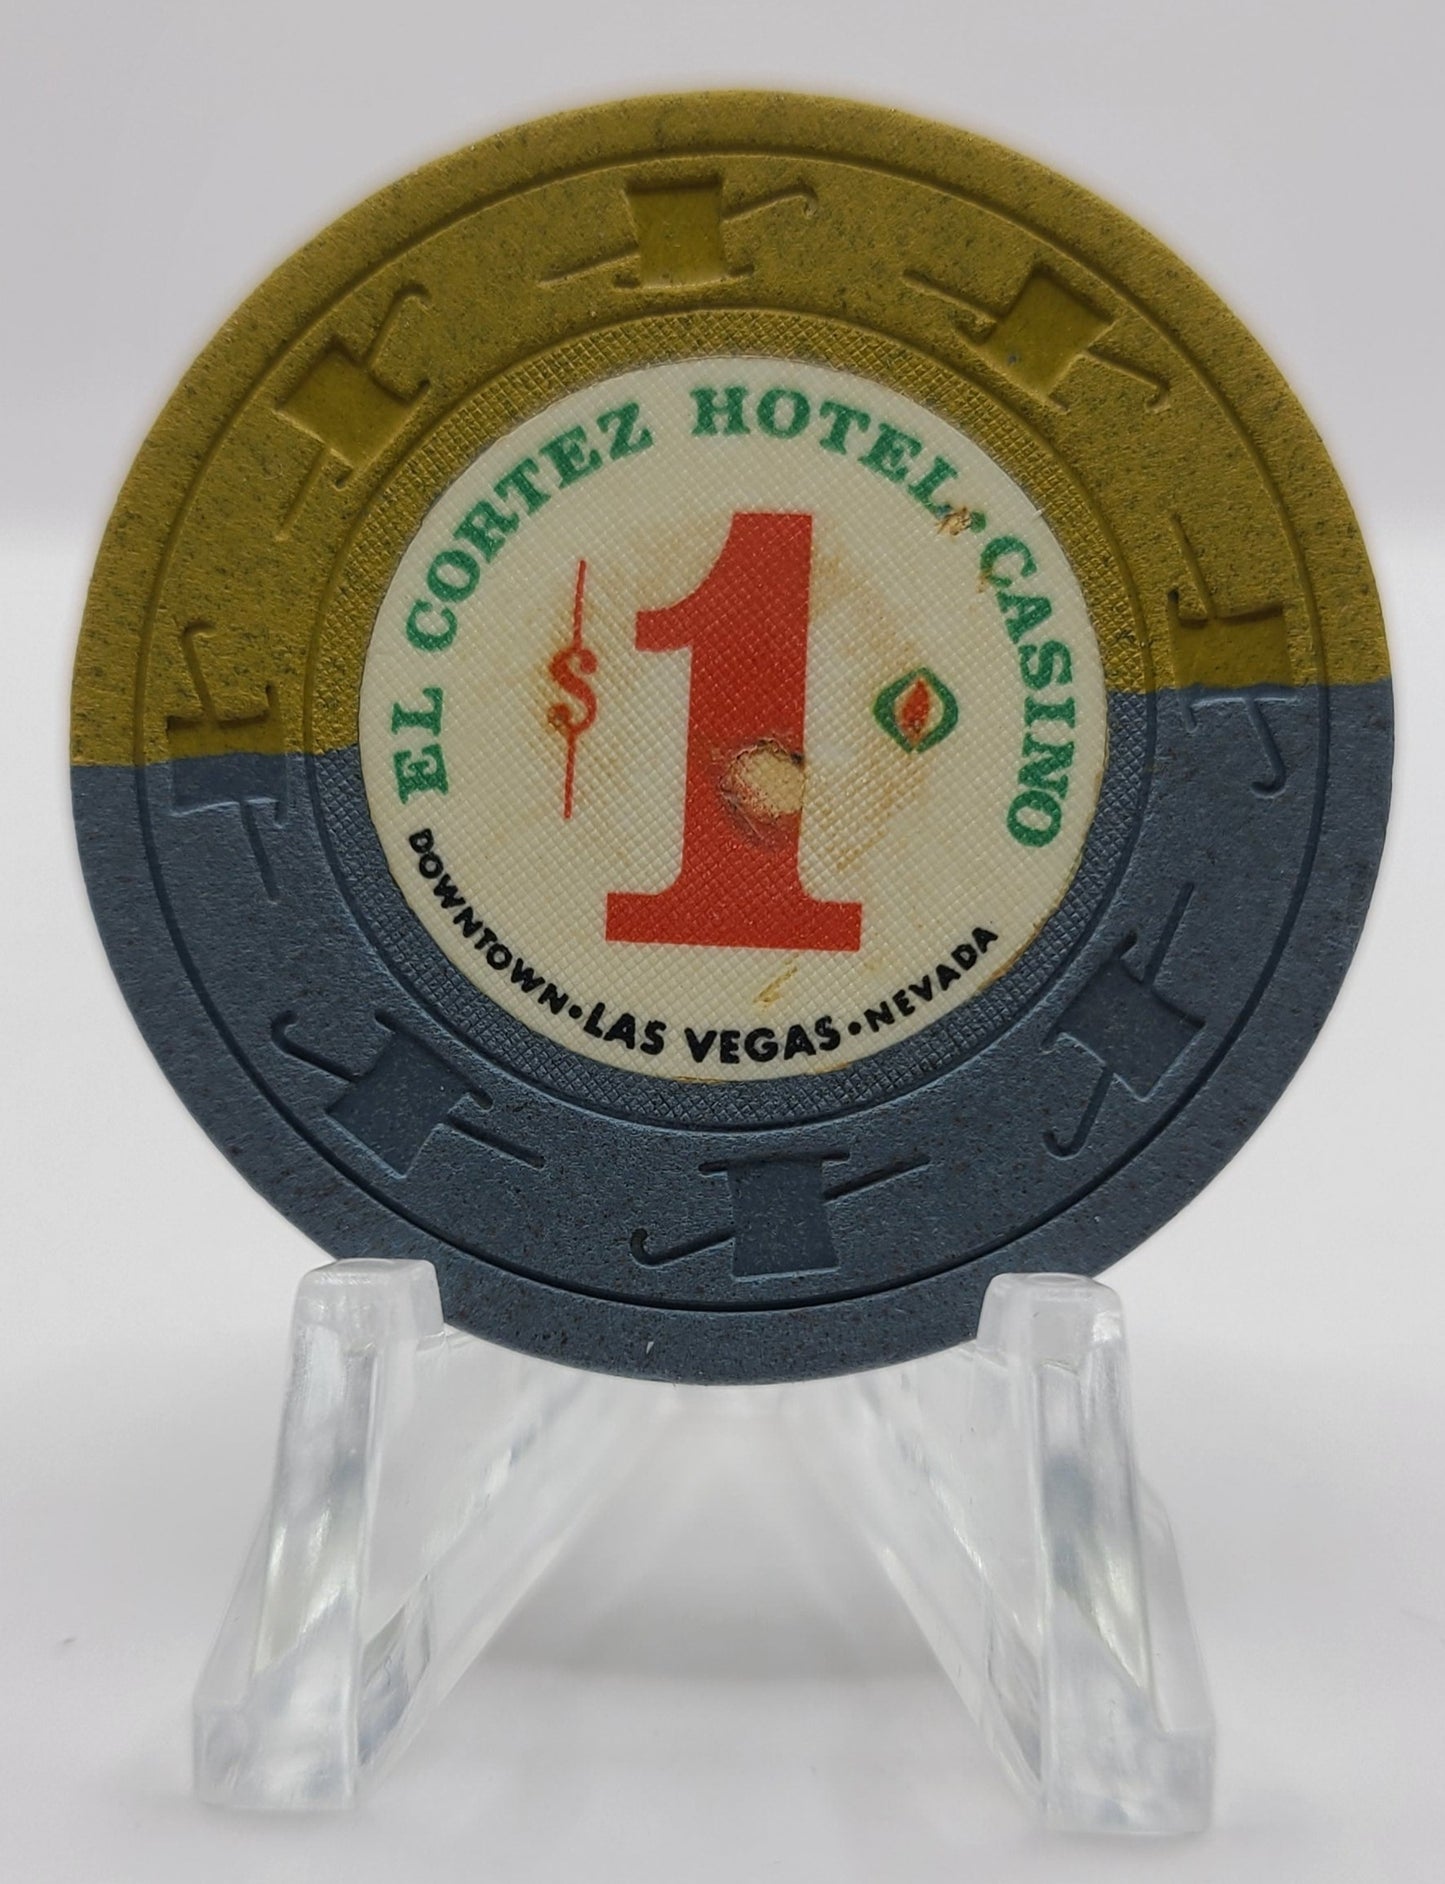 EL CORTEZ HOTEL·CASINO
$1
DOWNTOWN·LAS VEGAS·NEVADA